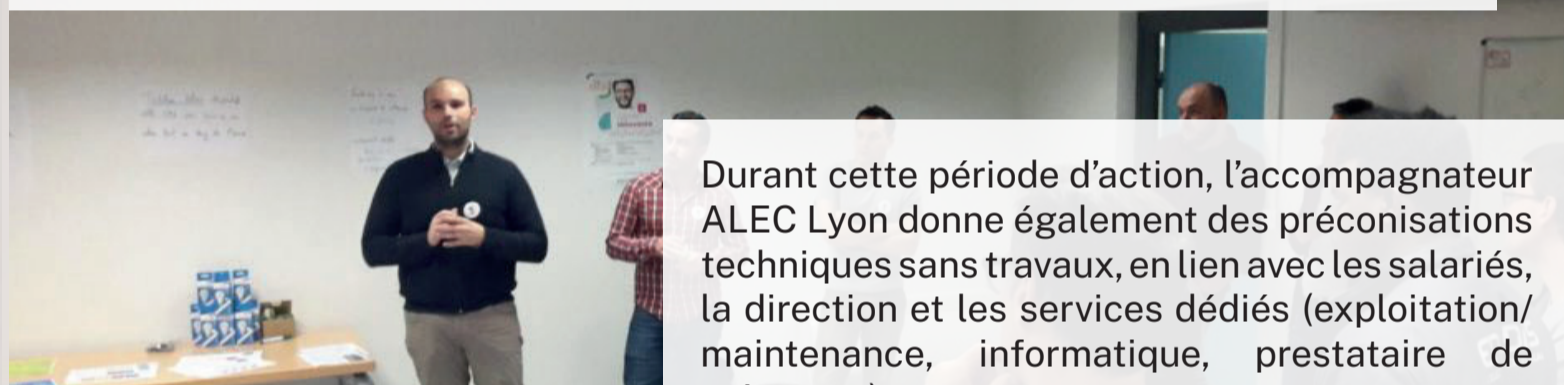 Durant cette période d’action, l’accompagnateur
ALEC Lyon donne également des préconisations
techniques sans travaux, en lien avec les salariés,
la direction et les services dédiés (exploitation/
maintenance, informatique, prestataire de